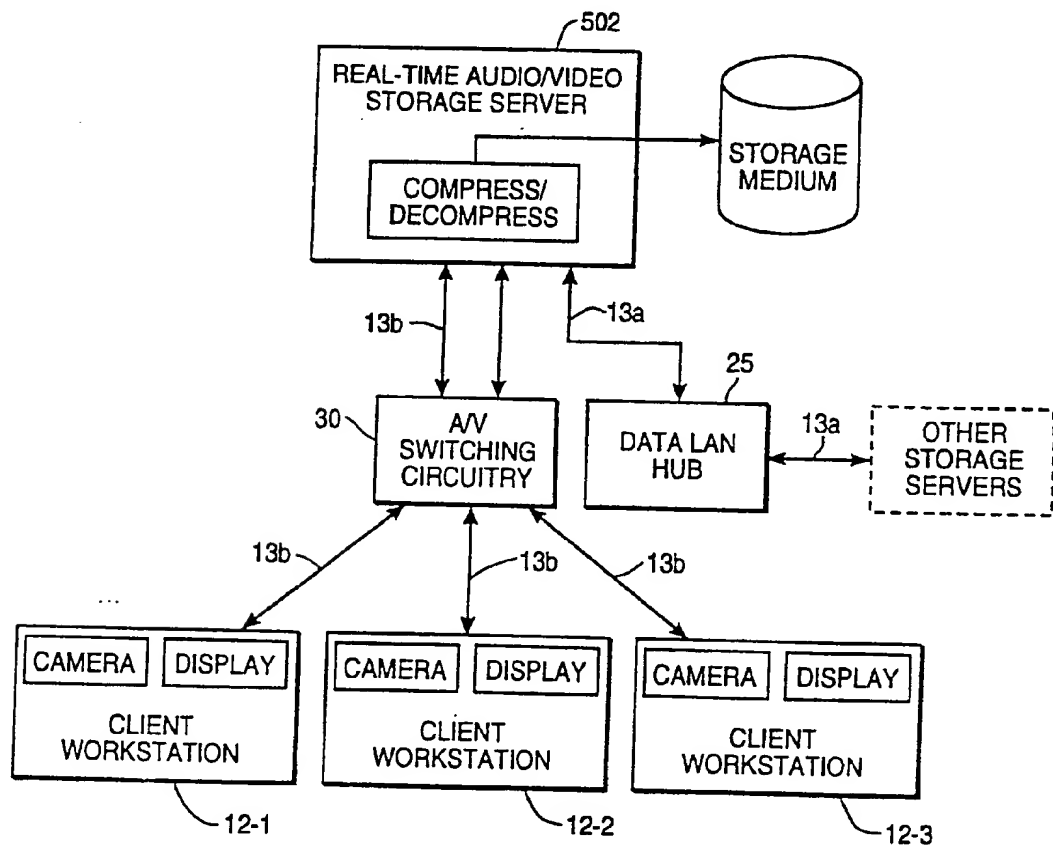 502
REAL-TIME AUDIO/VIDEO
STORAGE SERVER
COMPRESS/
DECOMPRESS
STORAGE
MEDIUM
13b
13a
30
A/V
SWITCHING
CIRCUITRY
25
DATA LAN
HUB
13a
OTHER
STORAGE
SERVERS
13b
13b
13b
...
CAMERA
DISPLAY
CLIENT
WORKSTATION
CAMERA
DISPLAY
CLIENT
WORKSTATION
CAMERA
DISPLAY
CLIENT
WORKSTATION
12-1
12-2
12-3